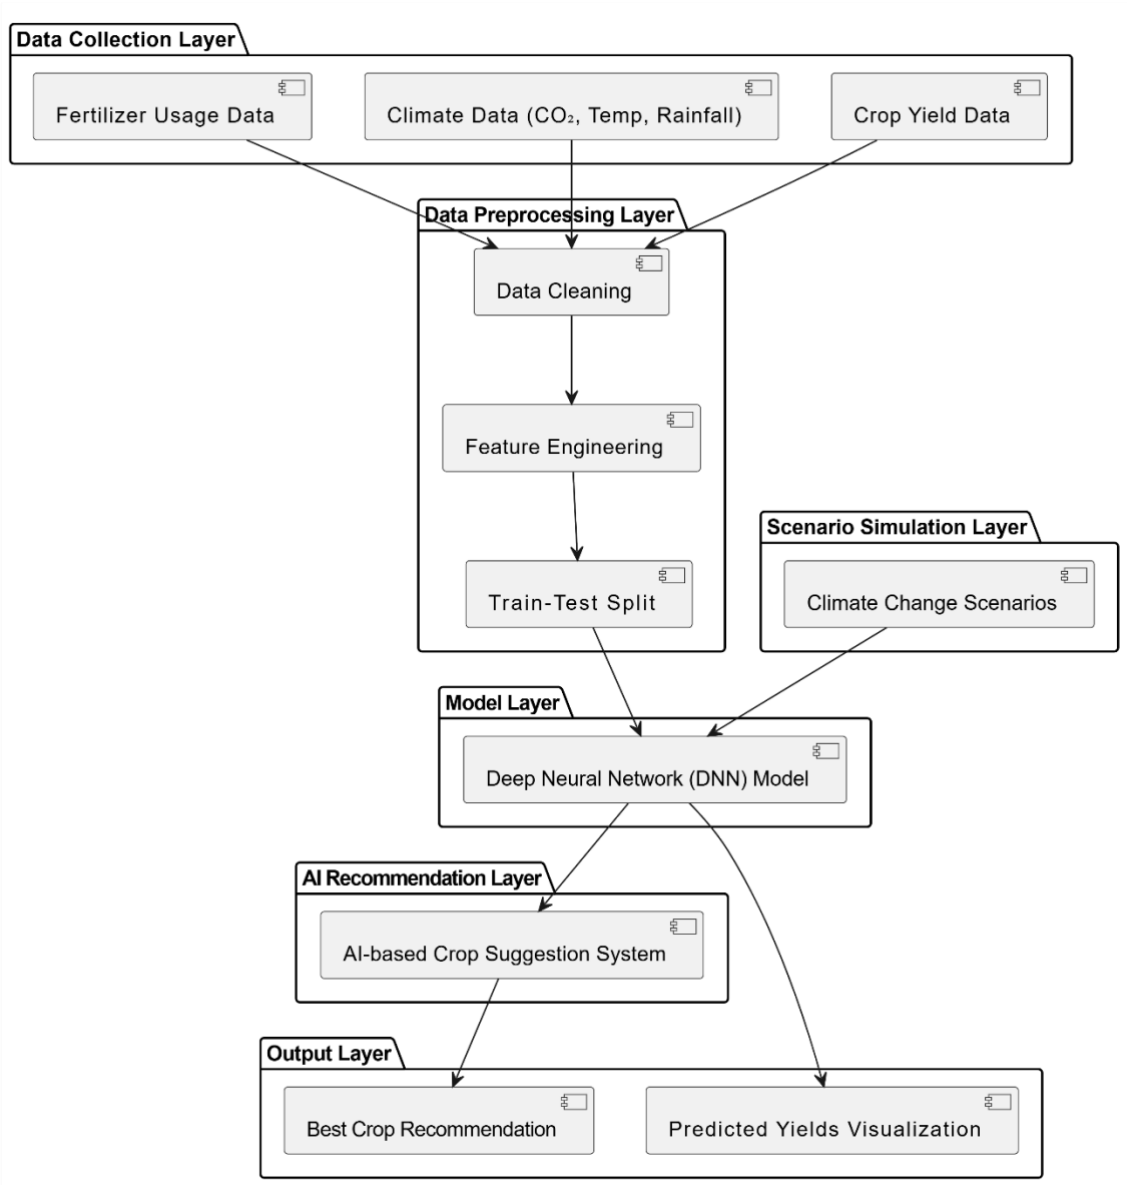 Data Collection Layer
Fertilizer Usage Data
Climate Data (CO₂, Temp, Rainfall)
Crop Yield Data
Data Preprocessing Layer
Data Cleaning
Feature Engineering
Scenario Simulation Layer
Train-Test Split
Climate Change Scenarios
Model Layer
Deep Neural Network (DNN) Model
AI Recommendation Layer
AI-based Crop Suggestion System
Output Layer
Best Crop Recommendation
Predicted Yields Visualization